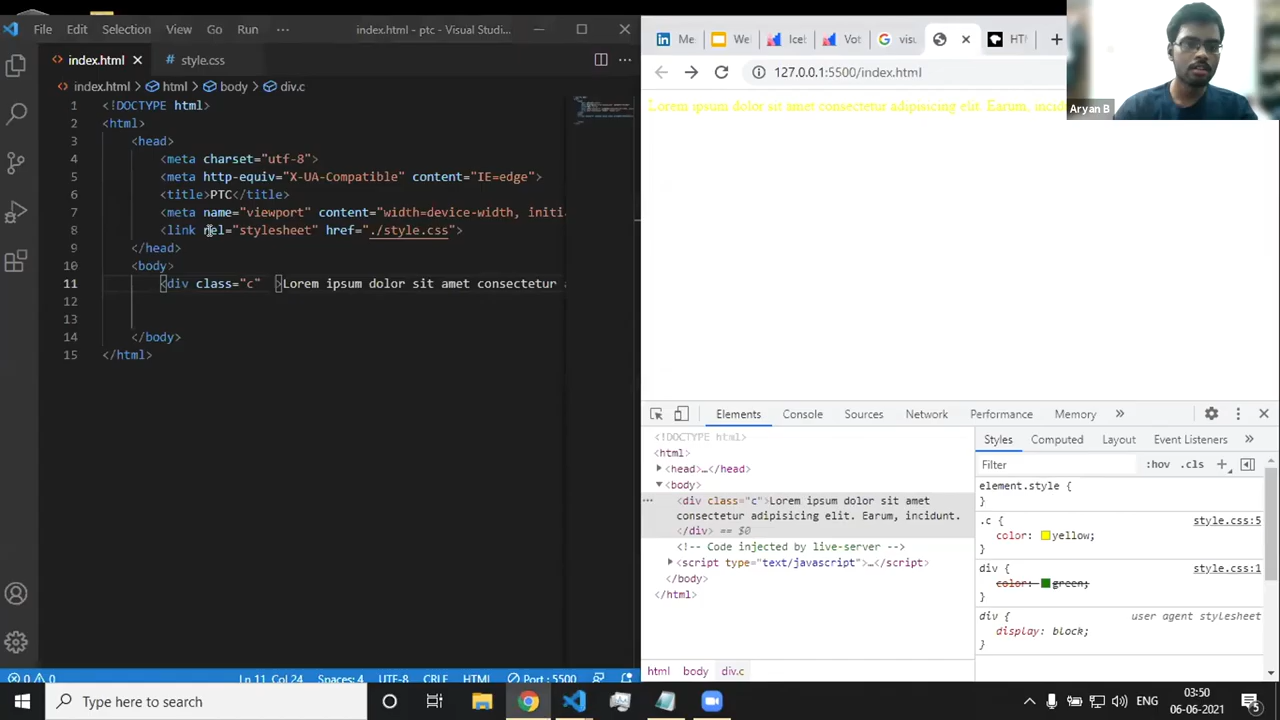 File Edit Selection View Go Run ··· index.html - ptc - Visual Studi...
index.html style.css
index.html > html > body > div.c
1 <!DOCTYPE html>
2 <html>
3 <head>
4 <meta charset="utf-8">
5 <meta http-equiv="X-UA-Compatible" content="IE=edge">
6 <title>PTC</title>
7 <meta name="viewport" content="width=device-width, initia
8 <link rel="stylesheet" href="./style.css">
9 </head>
10 <body>
11 <div class="c" >Lorem ipsum dolor sit amet consectetur a
12
13
14 </body>
15 </html>
0 0 Ln 11, Col 24 Spaces: 4 UTF-8 CRLF HTML Port : 5500
Me We Icel Vot visu HTM
127.0.0.1:5500/index.html
Lorem ipsum dolor sit amet consectetur adipisicing elit. Earum, incid
Aryan B
Elements Console Sources Network Performance Memory »
<!DOCTYPE html>
<html>
<head>…</head>
<body>
<div class="c">Lorem ipsum dolor sit amet
consectetur adipisicing elit. Earum, incidunt.
</div> == $0
<!-- Code injected by live-server -->
<script type="text/javascript">…</script>
</body>
</html>
html body div.c
Styles Computed Layout Event Listeners »
Filter :hov .cls +
element.style {
}
.c { style.css:5
color: yellow;
}
div { style.css:1
color: green;
}
div { user agent stylesheet
display: block;
}
Type here to search
ENG 03:50
06-06-2021 5